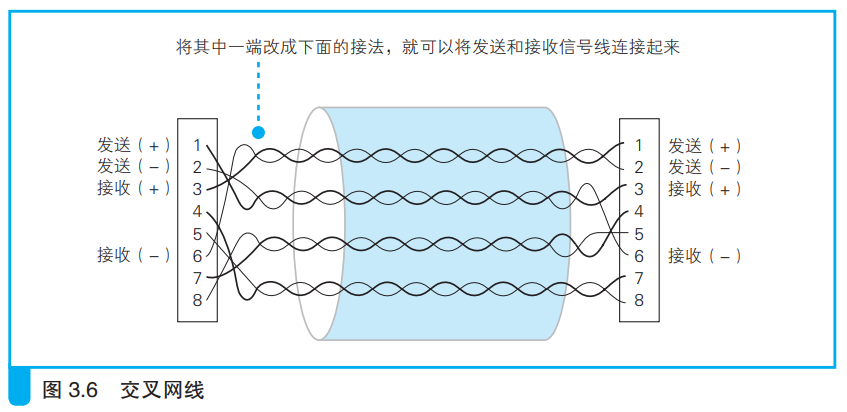 将其中一端改成下面的接法，就可以将发送和接收信号线连接起来
发送（+） 1 1 发送（+）
发送（−） 2 2 发送（−）
接收（+） 3 3 接收（+）
4 4
5 5
接收（−） 6 6 接收（−）
7 7
8 8
图 3.6 交叉网线